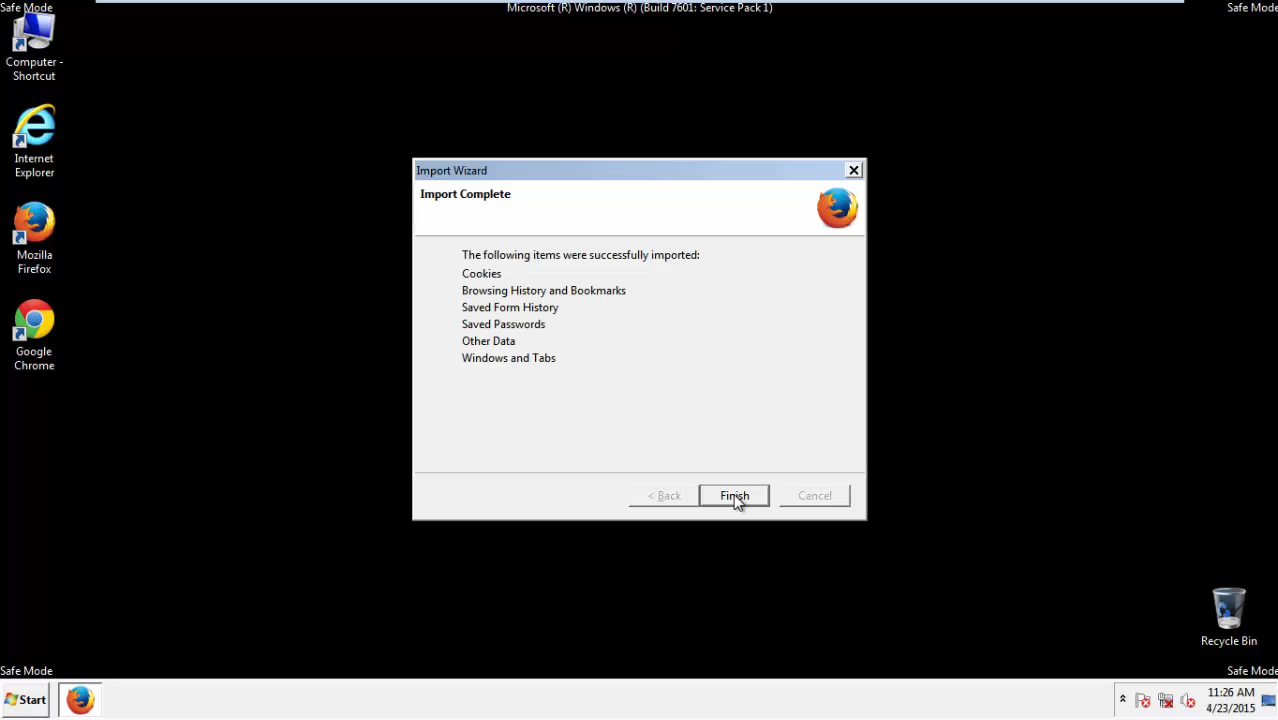 Safe Mode
Microsoft (R) Windows (R) (Build 7601: Service Pack 1)
Safe Mode
Computer -
Shortcut
Internet
Explorer
Mozilla
Firefox
Google
Chrome
Import Wizard
Import Complete
The following items were successfully imported:
Cookies
Browsing History and Bookmarks
Saved Form History
Saved Passwords
Other Data
Windows and Tabs
< Back
Finish
Cancel
Recycle Bin
Safe Mode
Safe Mode
Start
11:26 AM
4/23/2015